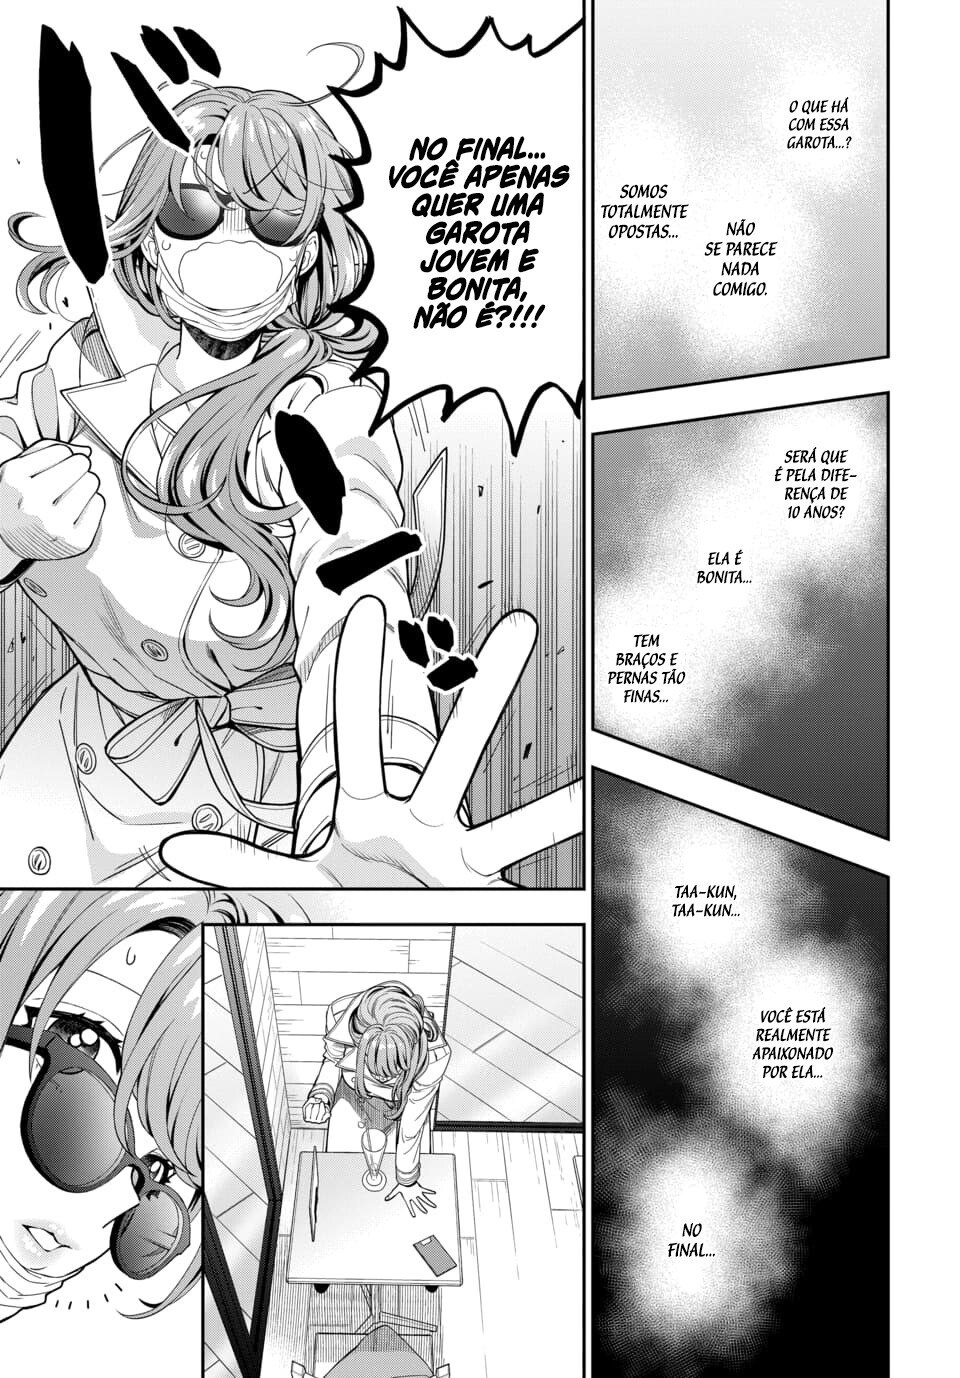 O QUE HÁ
COM ESSA
GAROTA...?
NÃO
SE PARECE
NADA
COMIGO.
SOMOS
TOTALMENTE
OPOSTAS...
SERÁ QUE
É PELA DIFE-
RENÇA DE
10 ANOS?
ELA É
BONITA...
TEM
BRAÇOS E
PERNAS TÃO
FINAS...
TAA-KUN,
TAA-KUN...
VOCÊ ESTÁ
REALMENTE
APAIXONADO
POR ELA...
NO
FINAL...
NO FINAL...
VOCÊ APENAS
QUER UMA
GAROTA
JOVEM E
BONITA,
NÃO É?!!!